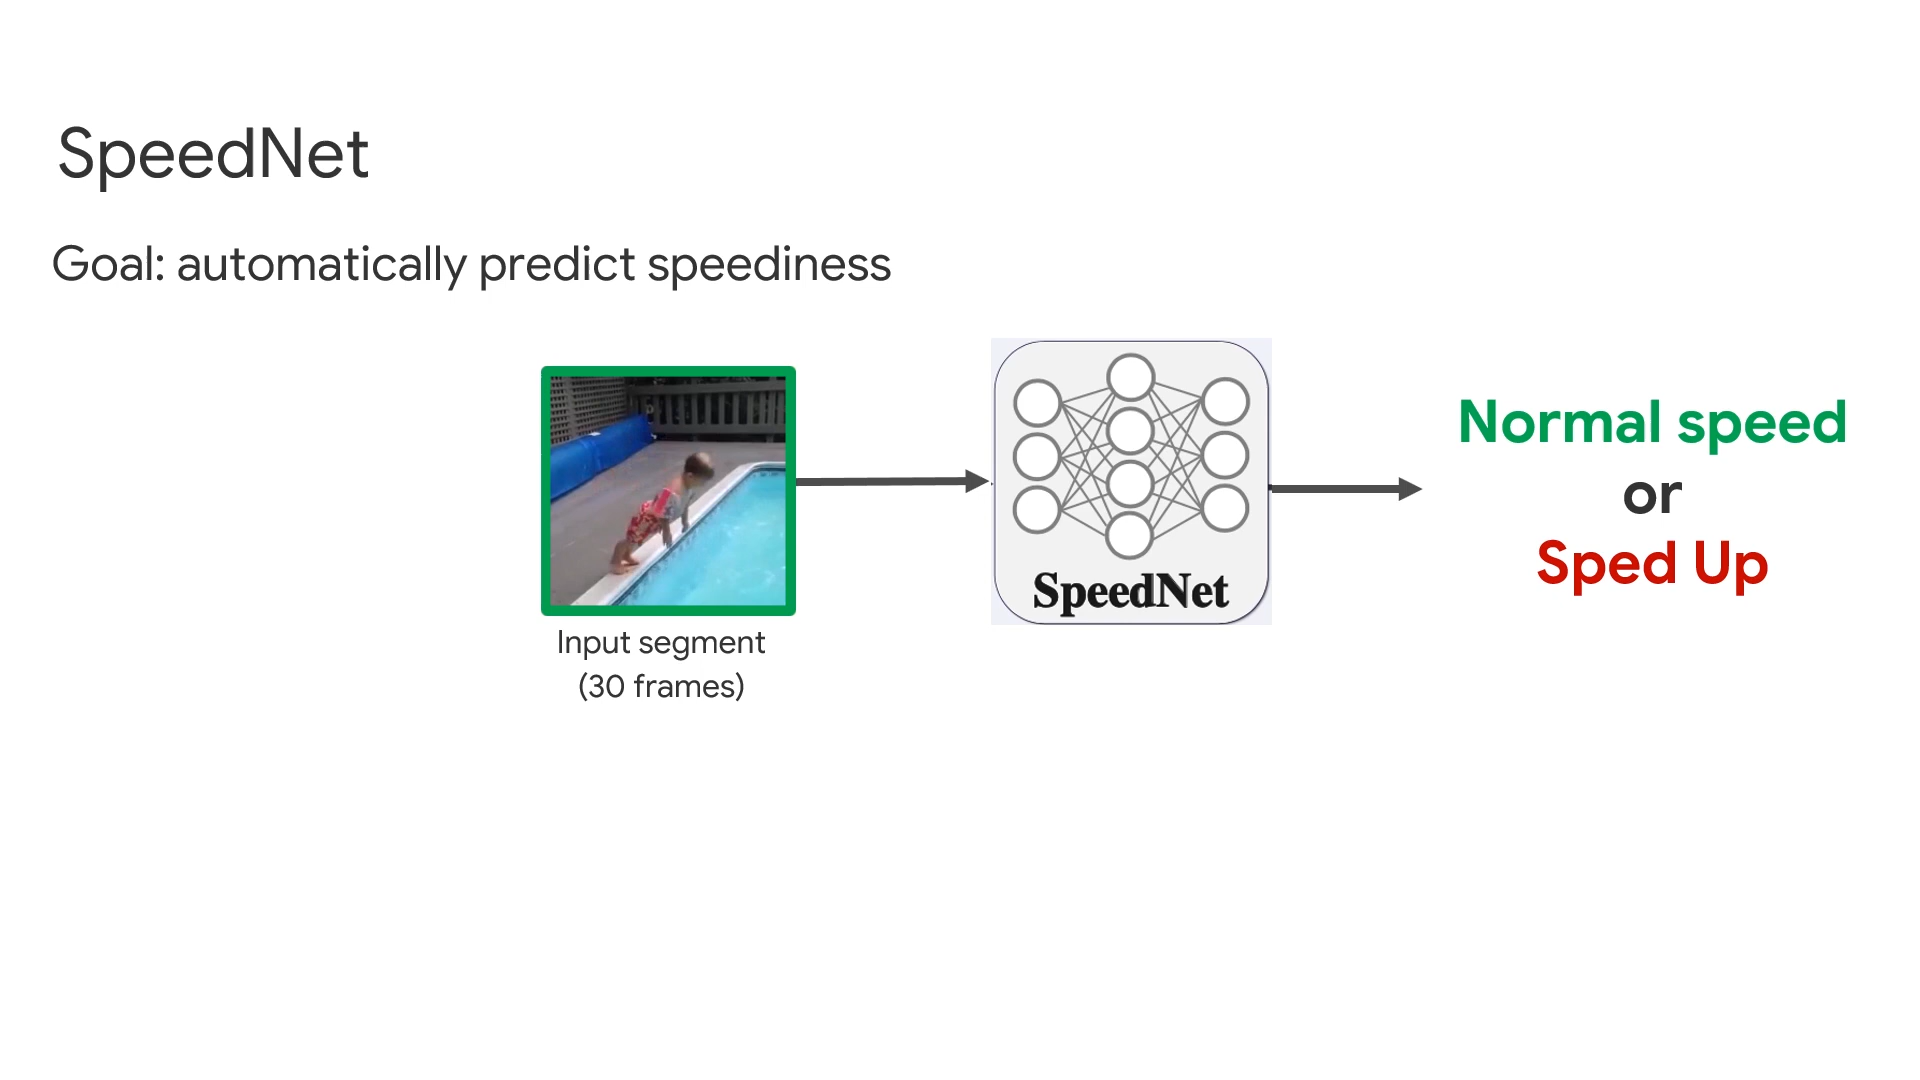 SpeedNet
Goal: automatically predict speediness
Input segment
(30 frames)
SpeedNet
Normal speed
or
Sped Up